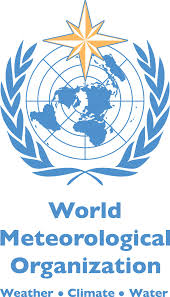 World
Meteorological
Organization
Weather • Climate • Water